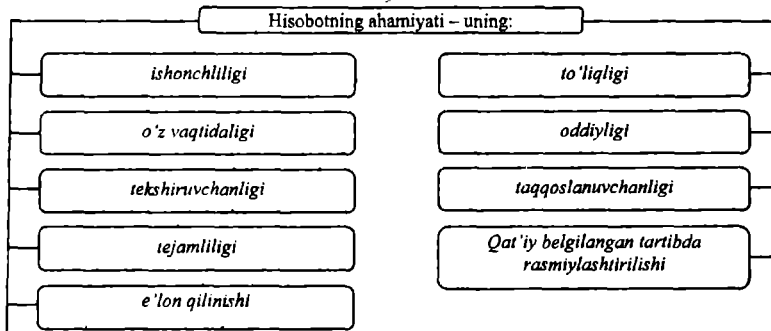 Hisobotning ahamiyati – uning:
ishonchliligi
to‘liqligi
o‘z vaqtidaligi
oddiyligi
tekshiruvchanligi
taqqoslanuvchanligi
tejamliligi
Qat’iy belgilangan tartibda
rasmiylashtirilishi
e’lon qilinishi